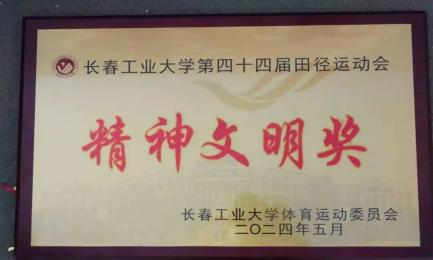 长春工业大学第四十四届田径运动会
精神文明奖
长春工业大学体育运动委员会
二〇二四年五月